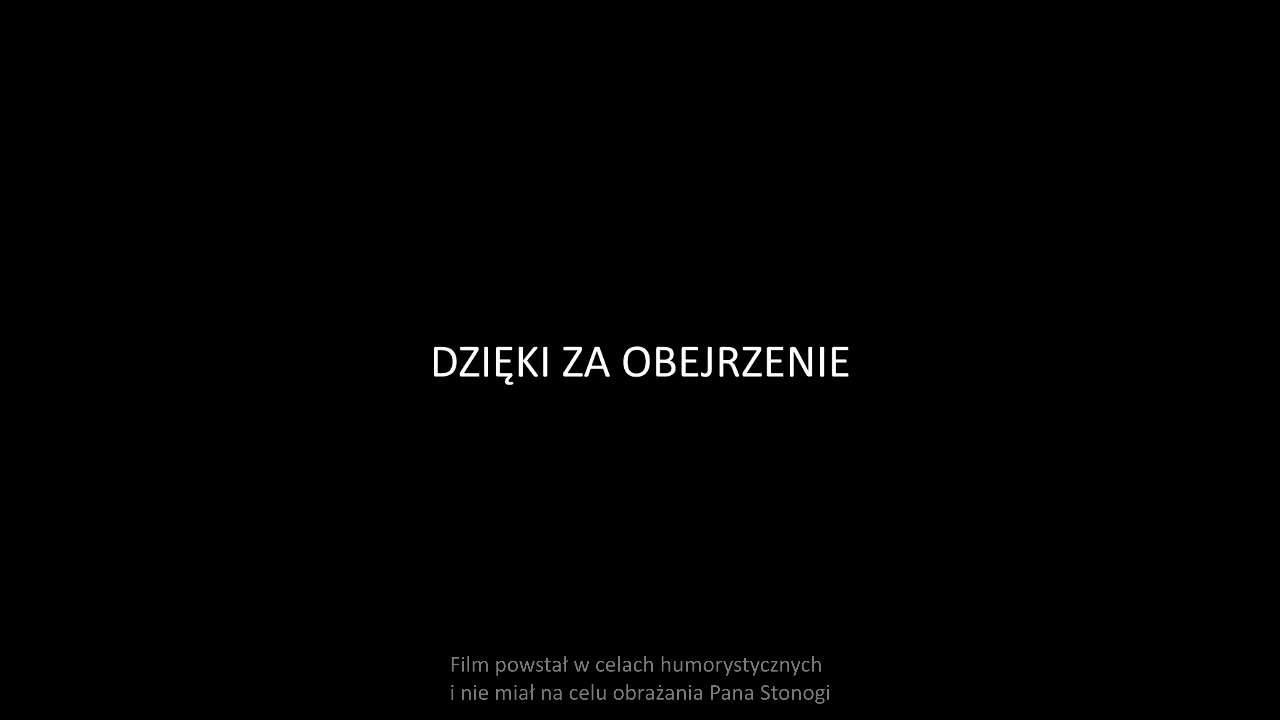 DZIĘKI ZA OBEJRZENIE
Film powstał w celach humorystycznych
i nie miał na celu obrażania Pana Stonogi